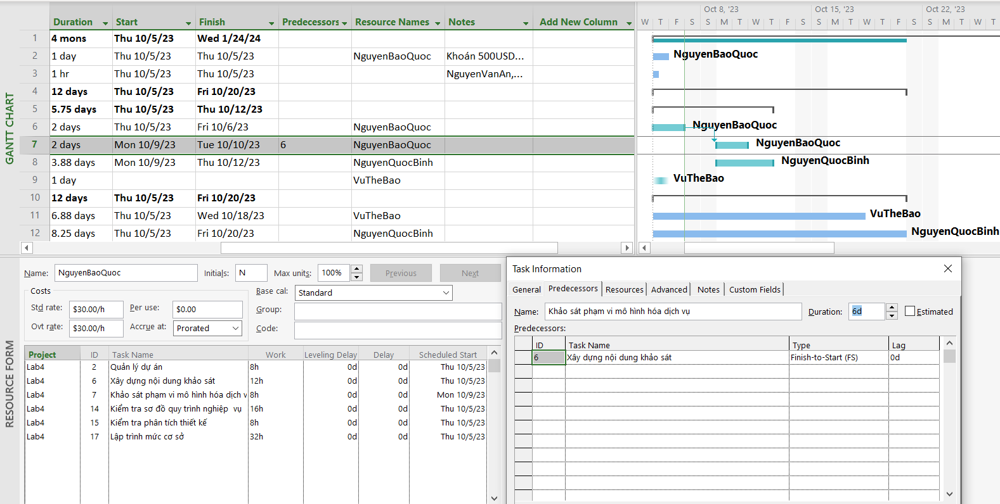 Duration Start Finish Predecessors Resource Names Notes Add New Column
Oct 8, '23 Oct 15, '23 Oct 22, '23
W T F S S M T W T F S S M T W T F S S M T W T
1 4 mons Thu 10/5/23 Wed 1/24/24
2 1 day Thu 10/5/23 Thu 10/5/23 NguyenBaoQuoc Khoán 500USD... NguyenBaoQuoc
3 1 hr Thu 10/5/23 Thu 10/5/23 NguyenVanAn,...
4 12 days Thu 10/5/23 Fri 10/20/23
5 5.75 days Thu 10/5/23 Thu 10/12/23
6 2 days Thu 10/5/23 Fri 10/6/23 NguyenBaoQuoc NguyenBaoQuoc
7 2 days Mon 10/9/23 Tue 10/10/23 6 NguyenBaoQuoc NguyenBaoQuoc
8 3.88 days Mon 10/9/23 Thu 10/12/23 NguyenQuocBinh NguyenQuocBinh
9 1 day VuTheBao VuTheBao
10 12 days Thu 10/5/23 Fri 10/20/23
11 6.88 days Thu 10/5/23 Wed 10/18/23 VuTheBao VuTheBao
12 8.25 days Thu 10/5/23 Fri 10/20/23 NguyenQuocBinh NguyenQuocBinh
GANTT CHART
RESOURCE FORM
Name: NguyenBaoQuoc Initials: N Max units: 100% Previous Next
Costs Base cal: Standard
Std rate: $30.00/h Per use: $0.00 Group:
Ovt rate: $30.00/h Accrue at: Prorated Code:
Project ID Task Name Work Leveling Delay Delay Scheduled Start
Lab4 2 Quản lý dự án 8h 0d 0d Thu 10/5/23
Lab4 6 Xây dựng nội dung khảo sát 12h 0d 0d Thu 10/5/23
Lab4 7 Khảo sát phạm vi mô hình hóa dịch v 8h 0d 0d Mon 10/9/23
Lab4 14 Kiểm tra sơ đồ quy trình nghiệp vụ 16h 0d 0d Thu 10/5/23
Lab4 15 Kiểm tra phân tích thiết kế 8h 0d 0d Thu 10/5/23
Lab4 17 Lập trình mức cơ sở 32h 0d 0d Thu 10/5/23
Task Information
General Predecessors Resources Advanced Notes Custom Fields
Name: Khảo sát phạm vi mô hình hóa dịch vụ Duration: 6d Estimated
Predecessors:
ID Task Name Type Lag
6 Xây dựng nội dung khảo sát Finish-to-Start (FS) 0d